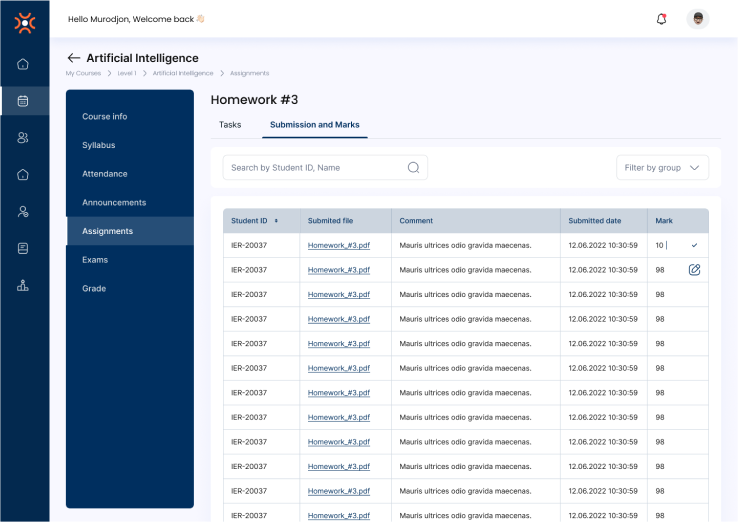 Hello Murodjon, Welcome back 👋🏻
Artificial Intelligence
My Courses > Level 1 > Artificial Intelligence > Assignments
Course info
Syllabus
Attendance
Announcements
Assignments
Exams
Grade
Homework #3
Tasks Submission and Marks
Search by Student ID, Name Filter by group
Student ID Submited file Comment Submitted date Mark
IER-20037 Homework_#3.pdf Mauris ultrices odio gravida maecenas. 12.06.2022 10:30:59 10
IER-20037 Homework_#3.pdf Mauris ultrices odio gravida maecenas. 12.06.2022 10:30:59 98
IER-20037 Homework_#3.pdf Mauris ultrices odio gravida maecenas. 12.06.2022 10:30:59 98
IER-20037 Homework_#3.pdf Mauris ultrices odio gravida maecenas. 12.06.2022 10:30:59 98
IER-20037 Homework_#3.pdf Mauris ultrices odio gravida maecenas. 12.06.2022 10:30:59 98
IER-20037 Homework_#3.pdf Mauris ultrices odio gravida maecenas. 12.06.2022 10:30:59 98
IER-20037 Homework_#3.pdf Mauris ultrices odio gravida maecenas. 12.06.2022 10:30:59 98
IER-20037 Homework_#3.pdf Mauris ultrices odio gravida maecenas. 12.06.2022 10:30:59 98
IER-20037 Homework_#3.pdf Mauris ultrices odio gravida maecenas. 12.06.2022 10:30:59 98
IER-20037 Homework_#3.pdf Mauris ultrices odio gravida maecenas. 12.06.2022 10:30:59 98
IER-20037 Homework_#3.pdf Mauris ultrices odio gravida maecenas. 12.06.2022 10:30:59 98
IER-20037 Homework_#3.pdf Mauris ultrices odio gravida maecenas. 12.06.2022 10:30:59 98